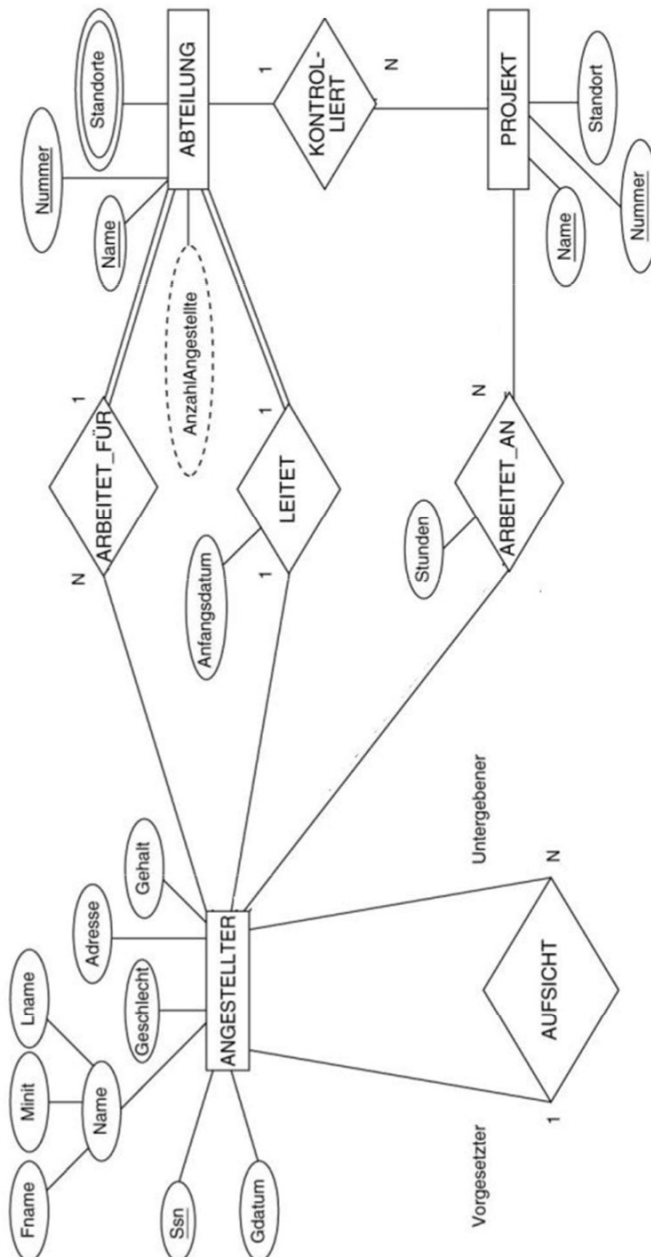 Fname
Minit
Lname
Name
Adresse
Geschlecht
Gehalt
Ssn
Gdatum
ANGESTELLTER
N
ARBEITET_FÜR
1
Anfangsdatum
1
LEITET
1
Name
Nummer
Standorte
AnzahlAngestellte
ABTEILUNG
1
KONTROL-
LIERT
N
Stunden
ARBEITET_AN
N
PROJEKT
Name
Nummer
Standort
Vorgesetzter
Untergebener
1
AUFSICHT
N